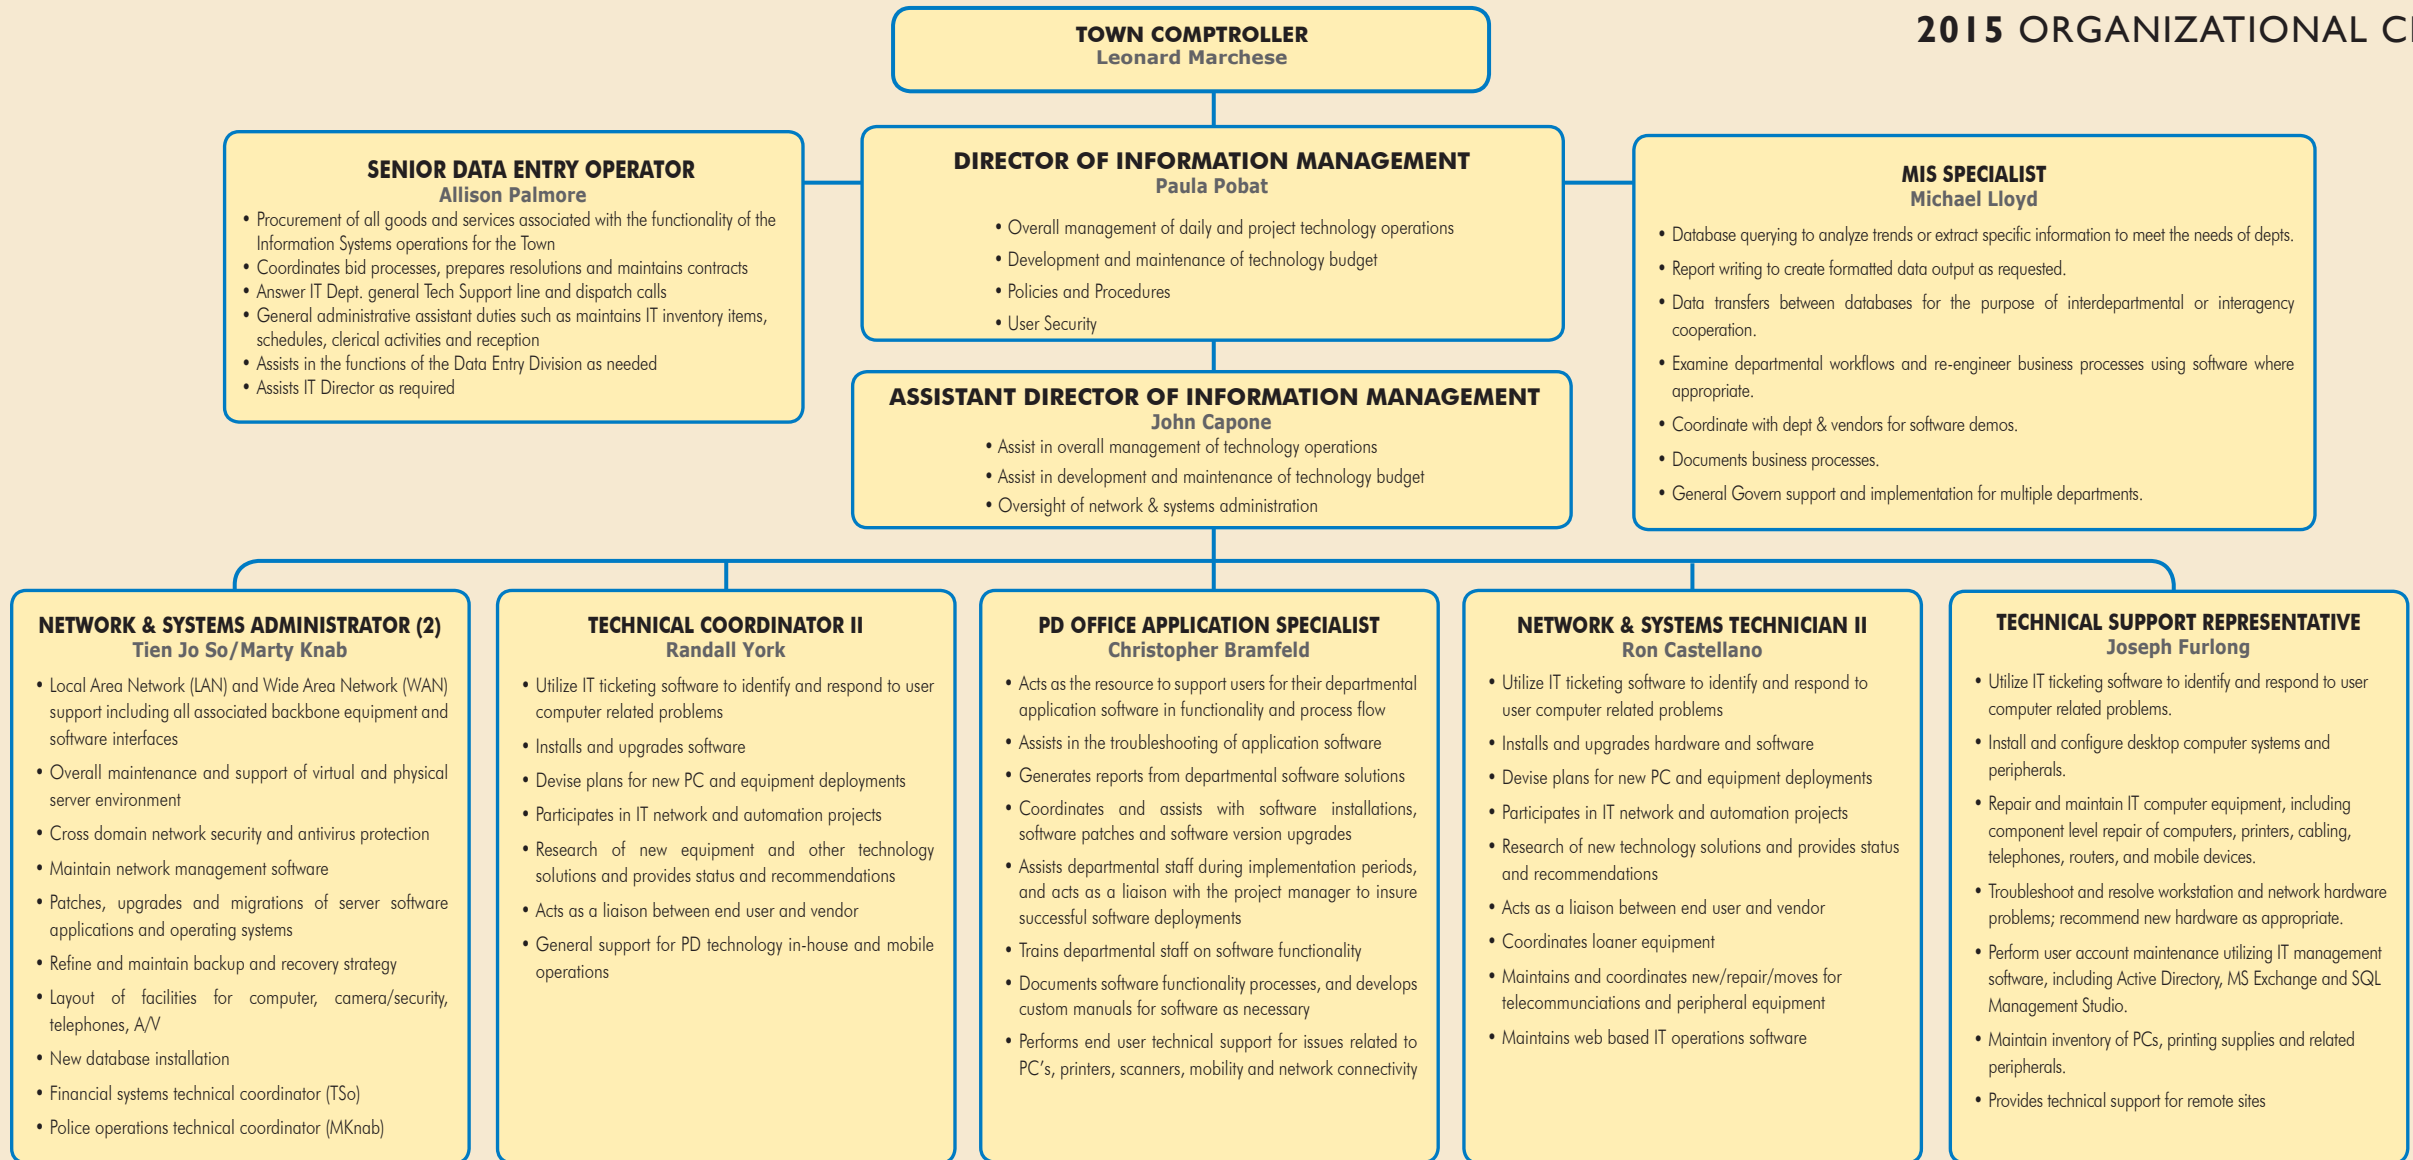 2015 ORGANIZATIONAL
TOWN COMPTROLLER
Leonard Marchese
SENIOR DATA ENTRY OPERATOR
Allison Palmore
• Procurement of all goods and services associated with the functionality of the
Information Systems operations for the Town
• Coordinates bid processes, prepares resolutions and maintains contracts
• Answer IT Dept. general Tech Support line and dispatch calls
• General administrative assistant duties such as maintains IT inventory items,
schedules, clerical activities and reception
• Assists in the functions of the Data Entry Division as needed
• Assists IT Director as required
DIRECTOR OF INFORMATION MANAGEMENT
Paula Pobat
• Overall management of daily and project technology operations
• Development and maintenance of technology budget
• Policies and Procedures
• User Security
MIS SPECIALIST
Michael Lloyd
• Database querying to analyze trends or extract specific information to meet the needs of depts.
• Report writing to create formatted data output as requested.
• Data transfers between databases for the purpose of interdepartmental or interagency
cooperation.
• Examine departmental workflows and re-engineer business processes using software where
appropriate.
• Coordinate with dept & vendors for software demos.
• Documents business processes.
• General Govern support and implementation for multiple departments.
ASSISTANT DIRECTOR OF INFORMATION MANAGEMENT
John Capone
• Assist in overall management of technology operations
• Assist in development and maintenance of technology budget
• Oversight of network & systems administration
NETWORK & SYSTEMS ADMINISTRATOR (2)
Tien Jo So/Marty Knab
• Local Area Network (LAN) and Wide Area Network (WAN)
support including all associated backbone equipment and
software interfaces
• Overall maintenance and support of virtual and physical
server environment
• Cross domain network security and antivirus protection
• Maintain network management software
• Patches, upgrades and migrations of server software
applications and operating systems
• Refine and maintain backup and recovery strategy
• Layout of facilities for computer, camera/security,
telephones, A/V
• New database installation
• Financial systems technical coordinator (TSo)
• Police operations technical coordinator (MKnab)
TECHNICAL COORDINATOR II
Randall York
• Utilize IT ticketing software to identify and respond to user
computer related problems
• Installs and upgrades software
• Devise plans for new PC and equipment deployments
• Participates in IT network and automation projects
• Research of new equipment and other technology
solutions and provides status and recommendations
• Acts as a liaison between end user and vendor
• General support for PD technology in-house and mobile
operations
PD OFFICE APPLICATION SPECIALIST
Christopher Bramfeld
• Acts as the resource to support users for their departmental
application software in functionality and process flow
• Assists in the troubleshooting of application software
• Generates reports from departmental software solutions
• Coordinates and assists with software installations,
software patches and software version upgrades
• Assists departmental staff during implementation periods,
and acts as a liaison with the project manager to insure
successful software deployments
• Trains departmental staff on software functionality
• Documents software functionality processes, and develops
custom manuals for software as necessary
• Performs end user technical support for issues related to
PC's, printers, scanners, mobility and network connectivity
NETWORK & SYSTEMS TECHNICIAN II
Ron Castellano
• Utilize IT ticketing software to identify and respond to
user computer related problems
• Installs and upgrades hardware and software
• Devise plans for new PC and equipment deployments
• Participates in IT network and automation projects
• Research of new technology solutions and provides status
and recommendations
• Acts as a liaison between end user and vendor
• Coordinates loaner equipment
• Maintains and coordinates new/repair/moves for
telecommunciations and peripheral equipment
• Maintains web based IT operations software
TECHNICAL SUPPORT REPRESENTATIVE
Joseph Furlong
• Utilize IT ticketing software to identify and respond to user
computer related problems.
• Install and configure desktop computer systems and
peripherals.
• Repair and maintain IT computer equipment, including
component level repair of computers, printers, cabling,
telephones, routers, and mobile devices.
• Troubleshoot and resolve workstation and network hardware
problems; recommend new hardware as appropriate.
• Perform user account maintenance utilizing IT management
software, including Active Directory, MS Exchange and SQL
Management Studio.
• Maintain inventory of PCs, printing supplies and related
peripherals.
• Provides technical support for remote sites